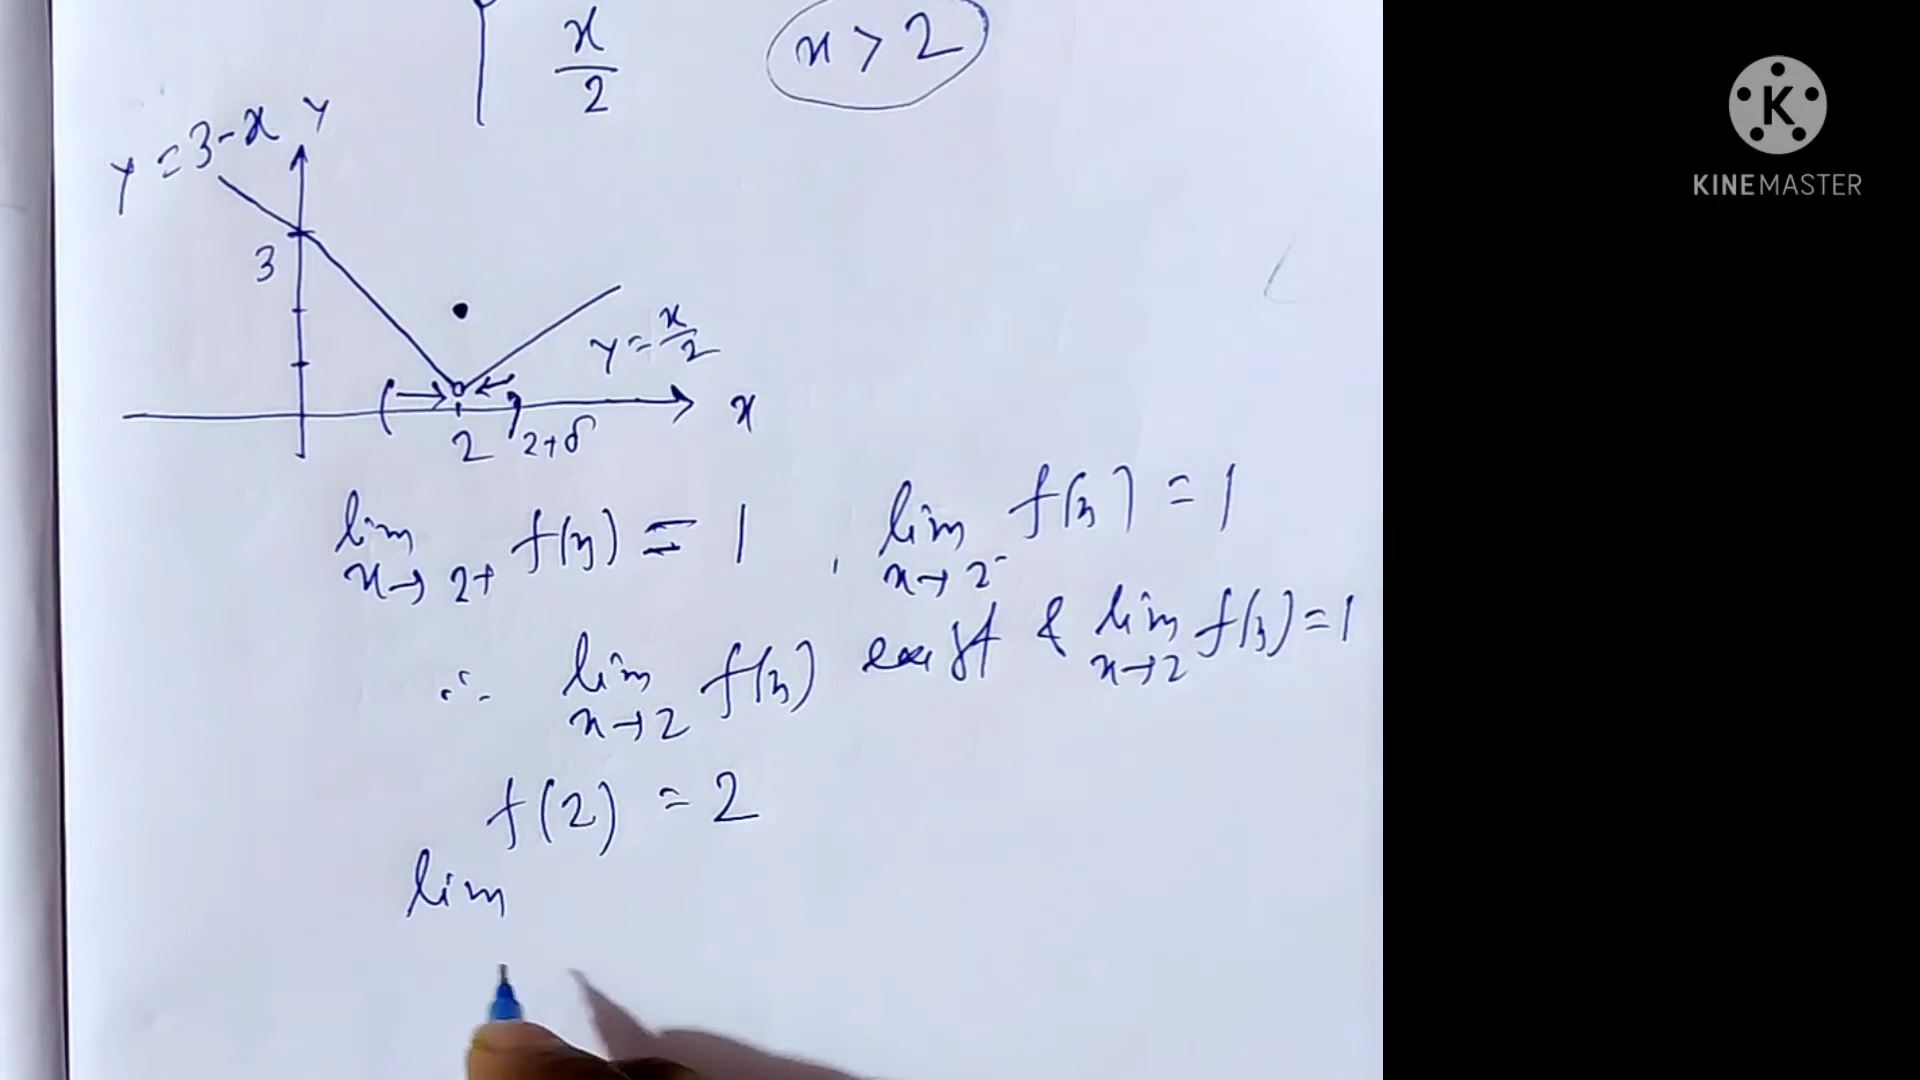 x/2 x > 2
y = 3-x y
3
y = x/2
x
2 2+δ
lim x→2+ f(x) = 1 , lim x→2- f(x) = 1
∴ lim x→2 f(x) exist & lim x→2 f(x) = 1
f(2) = 2
lim
K
KINEMASTER